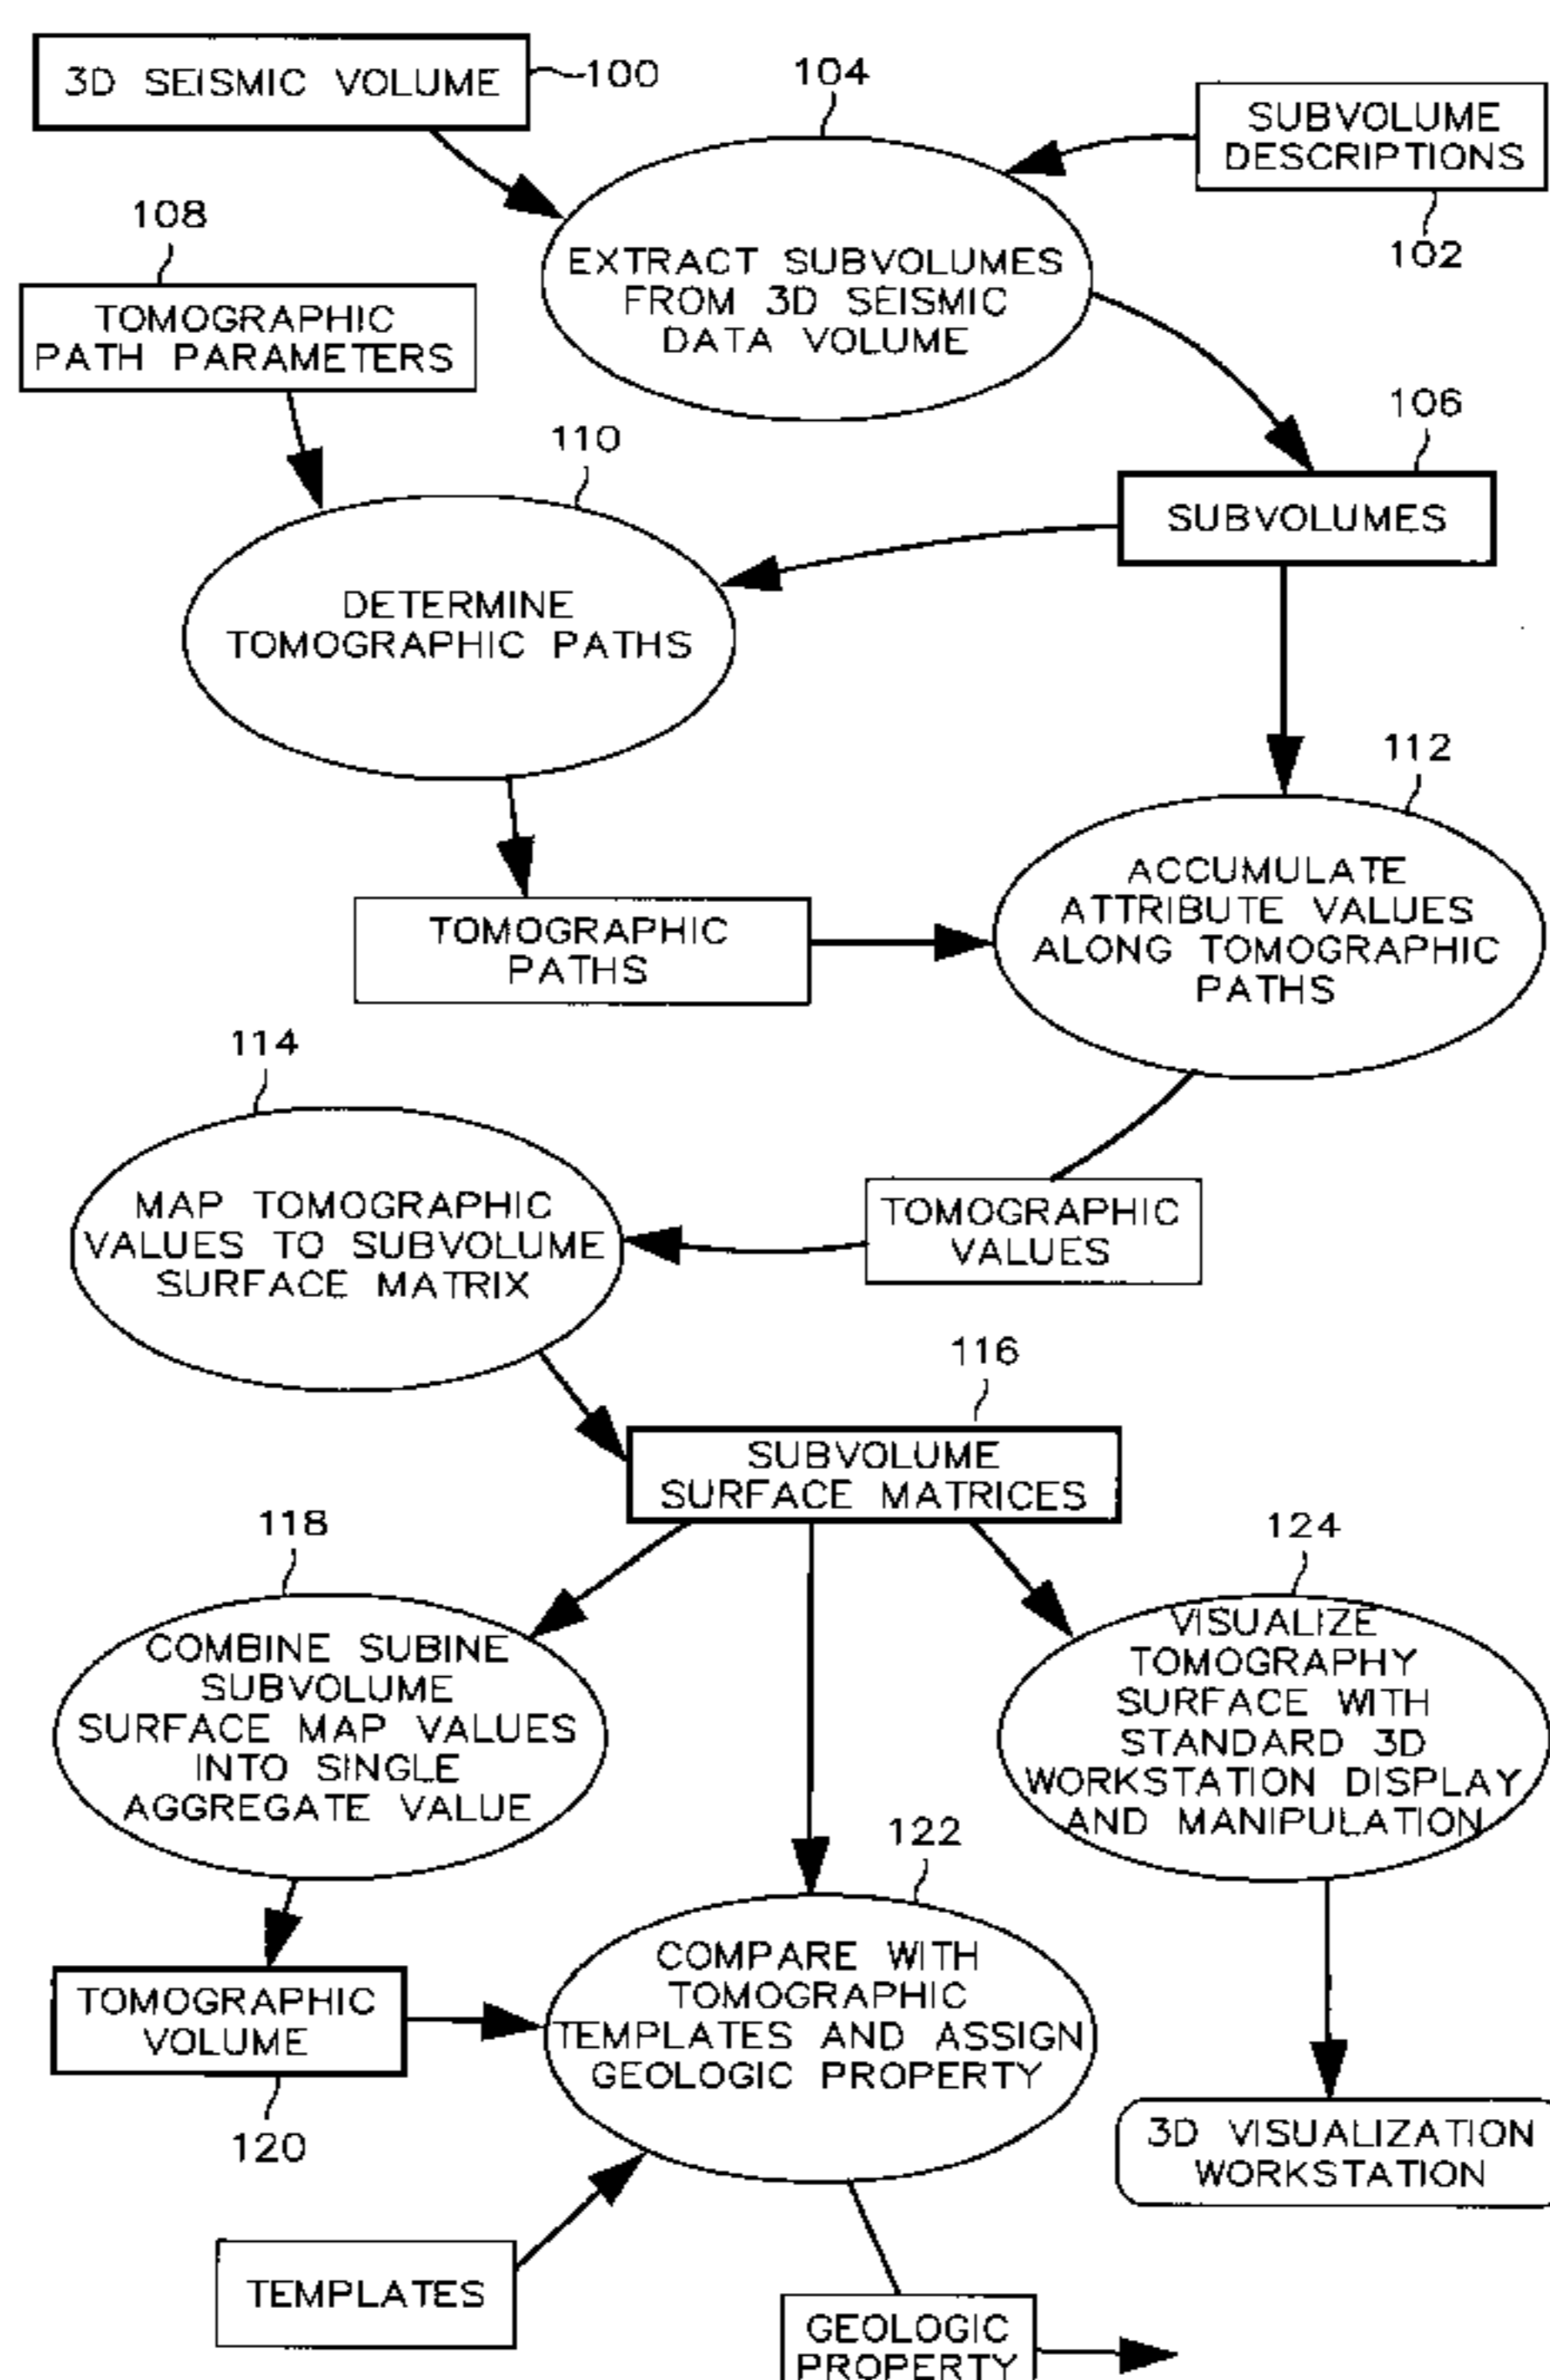 3D SEISMIC VOLUME
100
104
SUBVOLUME
DESCRIPTIONS
102
EXTRACT SUBVOLUMES
FROM 3D SEISMIC
DATA VOLUME
108
TOMOGRAPHIC
PATH PARAMETERS
106
SUBVOLUMES
110
DETERMINE
TOMOGRAPHIC PATHS
112
ACCUMULATE
ATTRIBUTE VALUES
ALONG TOMOGRAPHIC
PATHS
TOMOGRAPHIC
PATHS
114
MAP TOMOGRAPHIC
VALUES TO SUBVOLUME
SURFACE MATRIX
TOMOGRAPHIC
VALUES
116
SUBVOLUME
SURFACE MATRICES
118
COMBINE SUBINE
SUBVOLUME
SURFACE MAP VALUES
INTO SINGLE
AGGREGATE VALUE
124
VISUALIZE
TOMOGRAPHY
SURFACE WITH
STANDARD 3D
WORKSTATION DISPLAY
AND MANIPULATION
122
COMPARE WITH
TOMOGRAPHIC
TEMPLATES AND ASSIGN
GEOLOGIC PROPERTY
TOMOGRAPHIC
VOLUME
120
3D VISUALIZATION
WORKSTATION
TEMPLATES
GEOLOGIC
PROPERTY